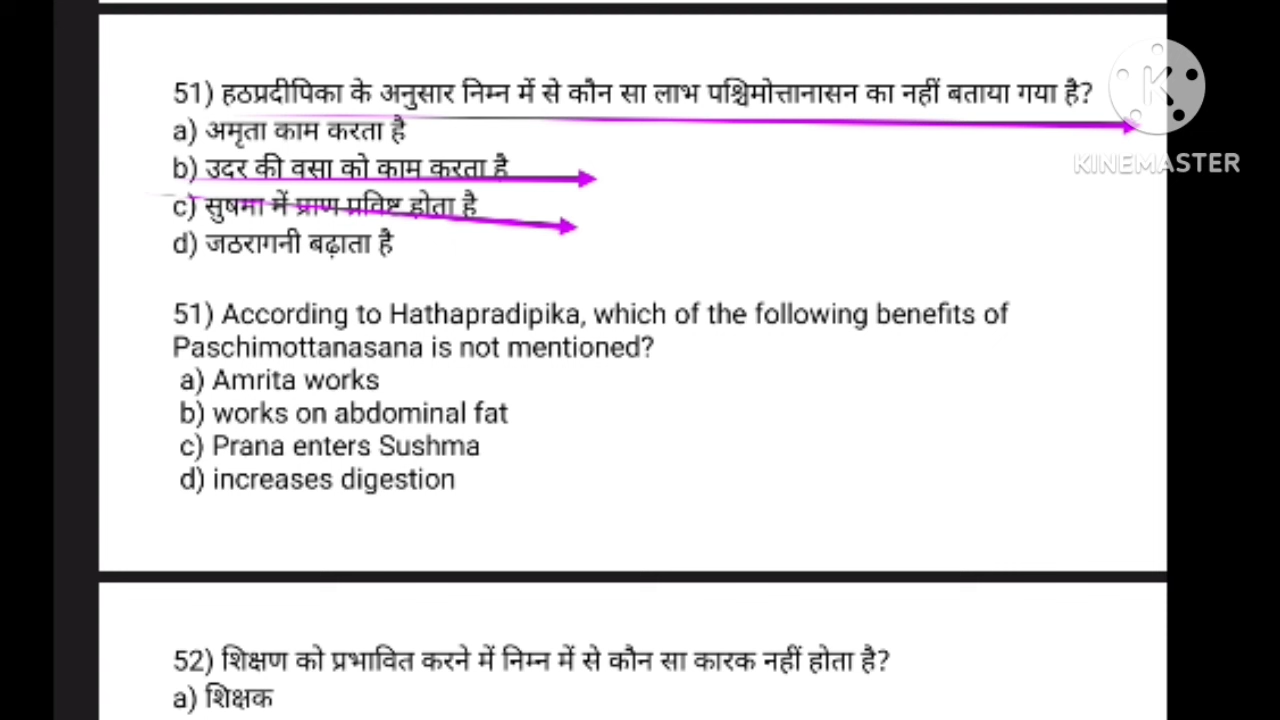 51) हठप्रदीपिका के अनुसार निम्न में से कौन सा लाभ पश्चिमोत्तानासन का नहीं बताया गया है?
a) अमृता काम करता है
b) उदर की वसा को काम करता है
c) सुषमा में प्राण प्रविष्ट होता है
d) जठरागनी बढ़ाता है
KINEMASTER
51) According to Hathapradipika, which of the following benefits of
Paschimottanasana is not mentioned?
a) Amrita works
b) works on abdominal fat
c) Prana enters Sushma
d) increases digestion
52) शिक्षण को प्रभावित करने में निम्न में से कौन सा कारक नहीं होता है?
a) शिक्षक